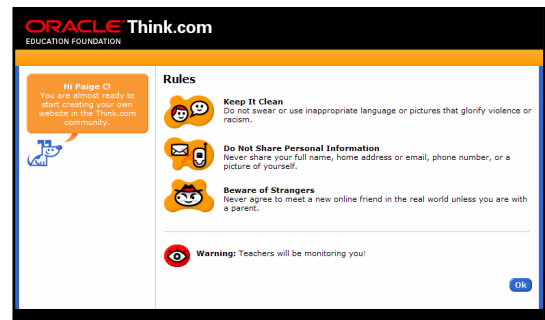 ORACLE Think.com
EDUCATION FOUNDATION
Hi Paige C!
You are almost ready to
start creating your own
website in the Think.com
community.
Rules
Keep It Clean
Do not swear or use inappropriate language or pictures that glorify violence or
racism.
Do Not Share Personal Information
Never share your full name, home address or email, phone number, or a
picture of yourself.
Beware of Strangers
Never agree to meet a new online friend in the real world unless you are with
a parent.
Warning: Teachers will be monitoring you!
Ok